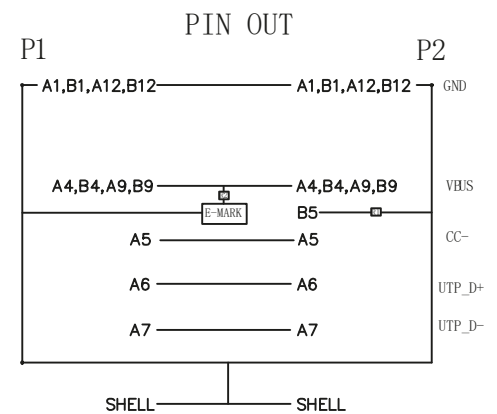 PIN OUT
P1 P2
A1,B1,A12,B12 A1,B1,A12,B12 GND
A4,B4,A9,B9 A4,B4,A9,B9 VBUS
E-MARK B5
A5 A5 CC-
A6 A6 UTP_D+
A7 A7 UTP_D-
SHELL SHELL